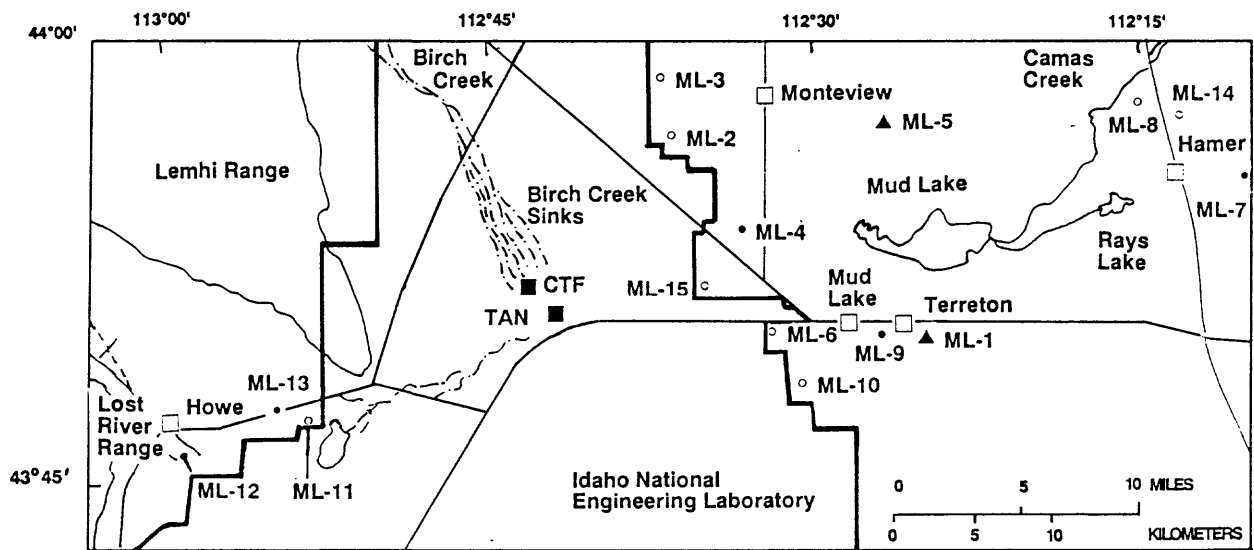 113°00'
112°45'
112°30'
112°15'
44°00'
Birch
Creek
Camas
Creek
ML-3
Monteview
ML-14
ML-5
ML-8
ML-2
Hamer
Lemhi Range
Birch Creek
Sinks
Mud Lake
ML-7
ML-4
Rays
Lake
CTF
ML-15
Mud
Lake
Terreton
TAN
ML-6
ML-9
ML-1
ML-13
ML-10
Lost
River
Range
Howe
43°45'
ML-12
ML-11
Idaho National
Engineering Laboratory
0 5 10 MILES
0 5 10 KILOMETERS